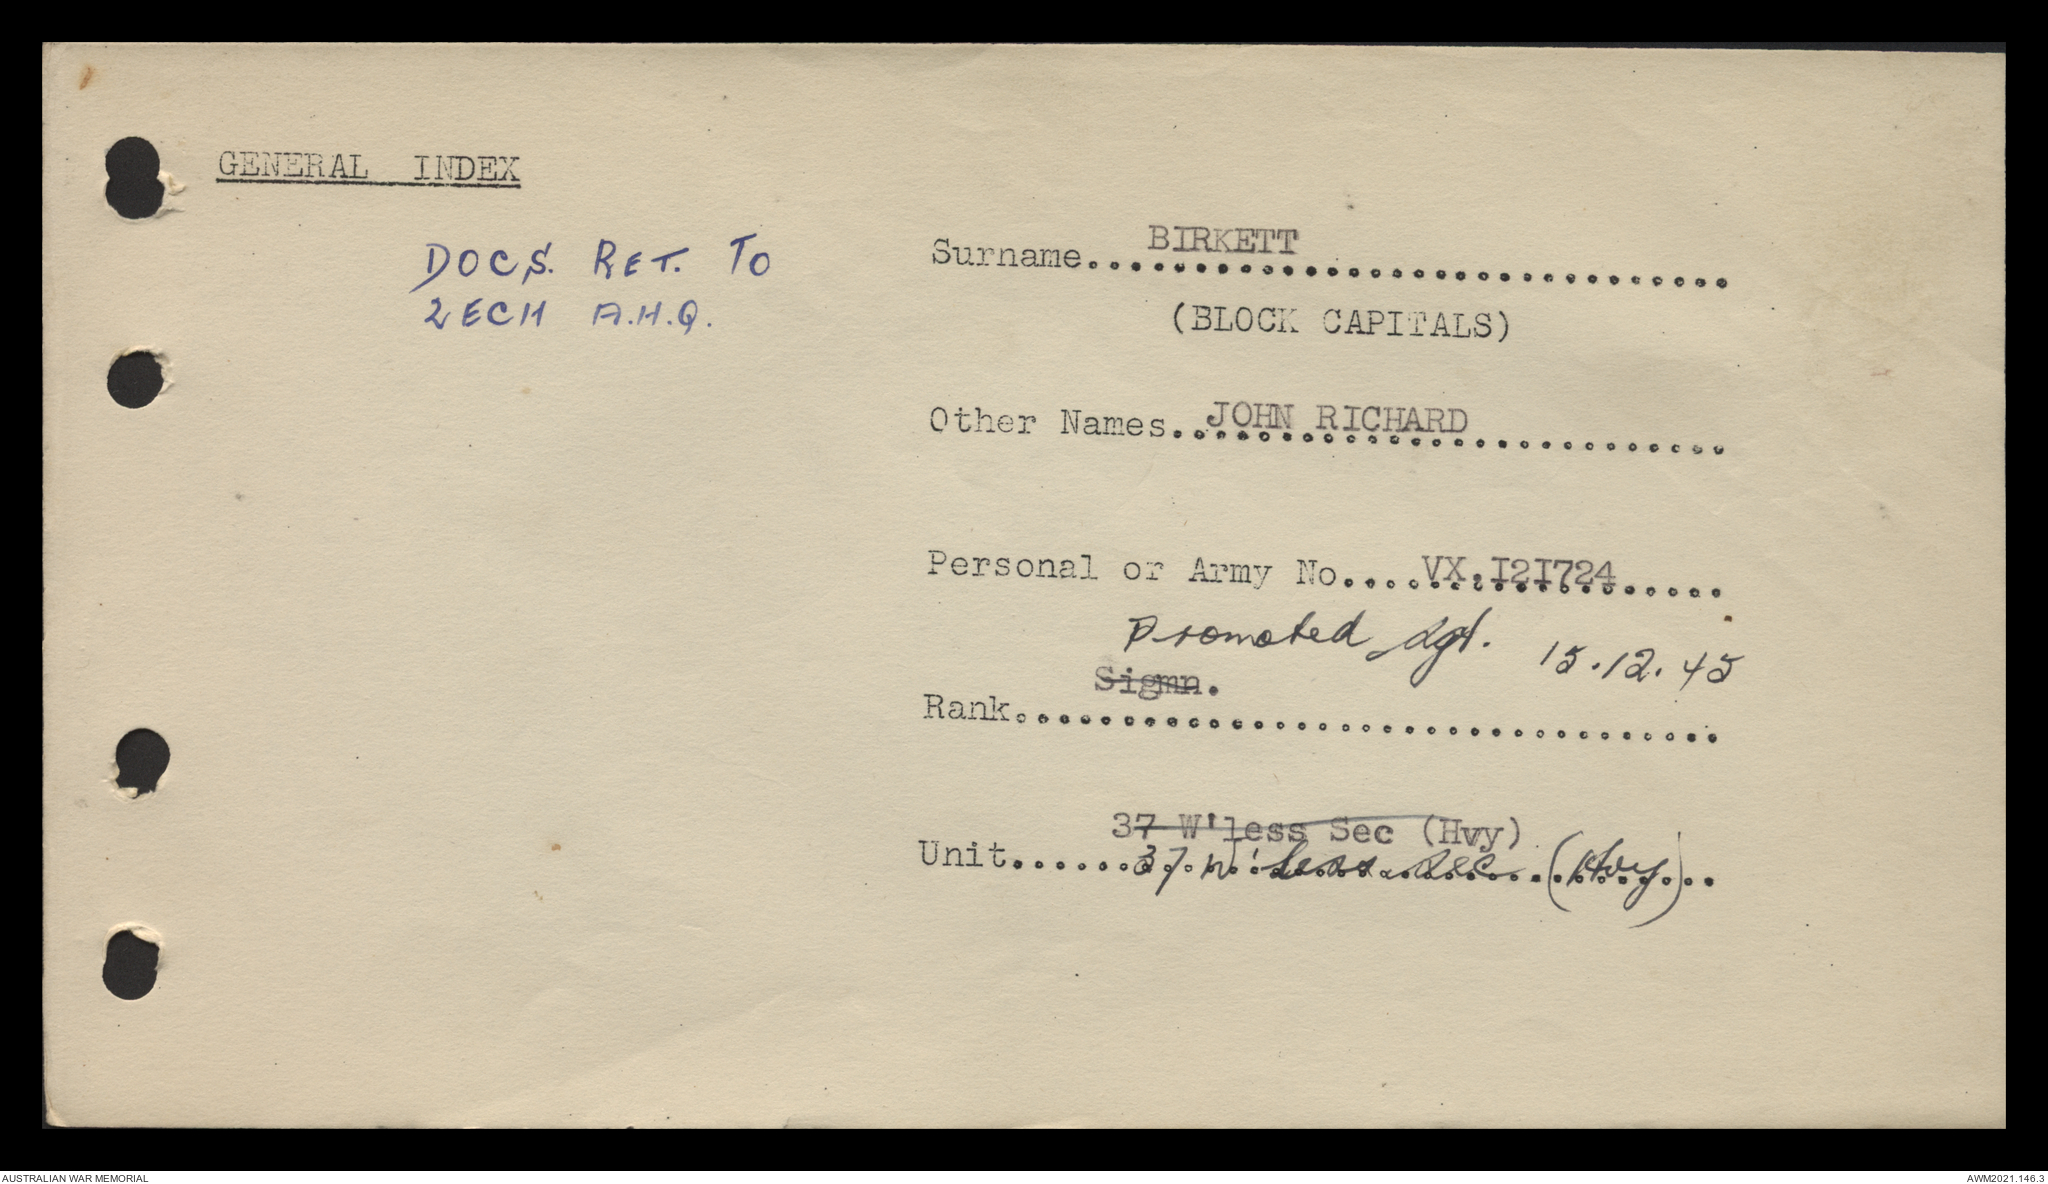 GENERAL INDEX
DOCS. RET. TO
2ECH A.H.Q.
Surname....BIRKETT....
(BLOCK CAPITALS)
Other Names..JOHN RICHARD....
Personal or Army No....VX.I2I724.....
Promoted Sgt. 15.12.45
Sigmn.
Rank....
37 W'less Sec (Hvy)
Unit......37 W'less Sec (Hvy)..
AUSTRALIAN WAR MEMORIAL
AWM2021.146.3